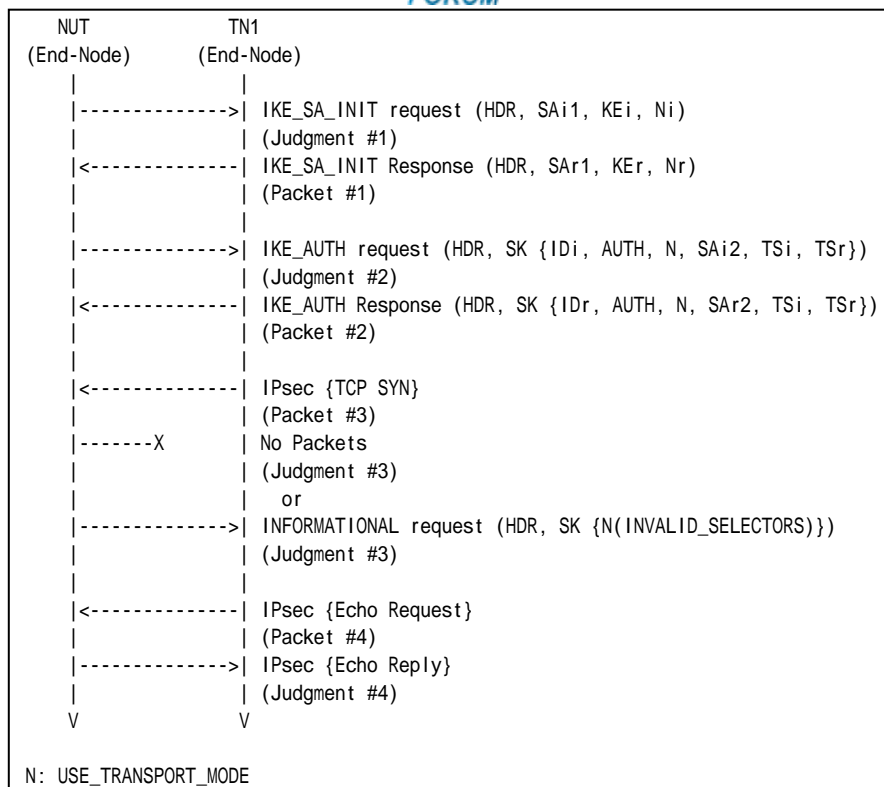 FORUM
NUT TN1
(End-Node) (End-Node)
| |
|-------------->| IKE_SA_INIT request (HDR, SAi1, KEi, Ni)
| | (Judgment #1)
|<--------------| IKE_SA_INIT Response (HDR, SAr1, KEr, Nr)
| | (Packet #1)
| |
|-------------->| IKE_AUTH request (HDR, SK {IDi, AUTH, N, SAi2, TSi, TSr})
| | (Judgment #2)
|<--------------| IKE_AUTH Response (HDR, SK {IDr, AUTH, N, SAr2, TSi, TSr})
| | (Packet #2)
| |
|<--------------| IPsec {TCP SYN}
| | (Packet #3)
|-------X | No Packets
| | (Judgment #3)
| | or
|-------------->| INFORMATIONAL request (HDR, SK {N(INVALID_SELECTORS)})
| | (Judgment #3)
| |
|<--------------| IPsec {Echo Request}
| | (Packet #4)
|-------------->| IPsec {Echo Reply}
| | (Judgment #4)
V V
N: USE_TRANSPORT_MODE